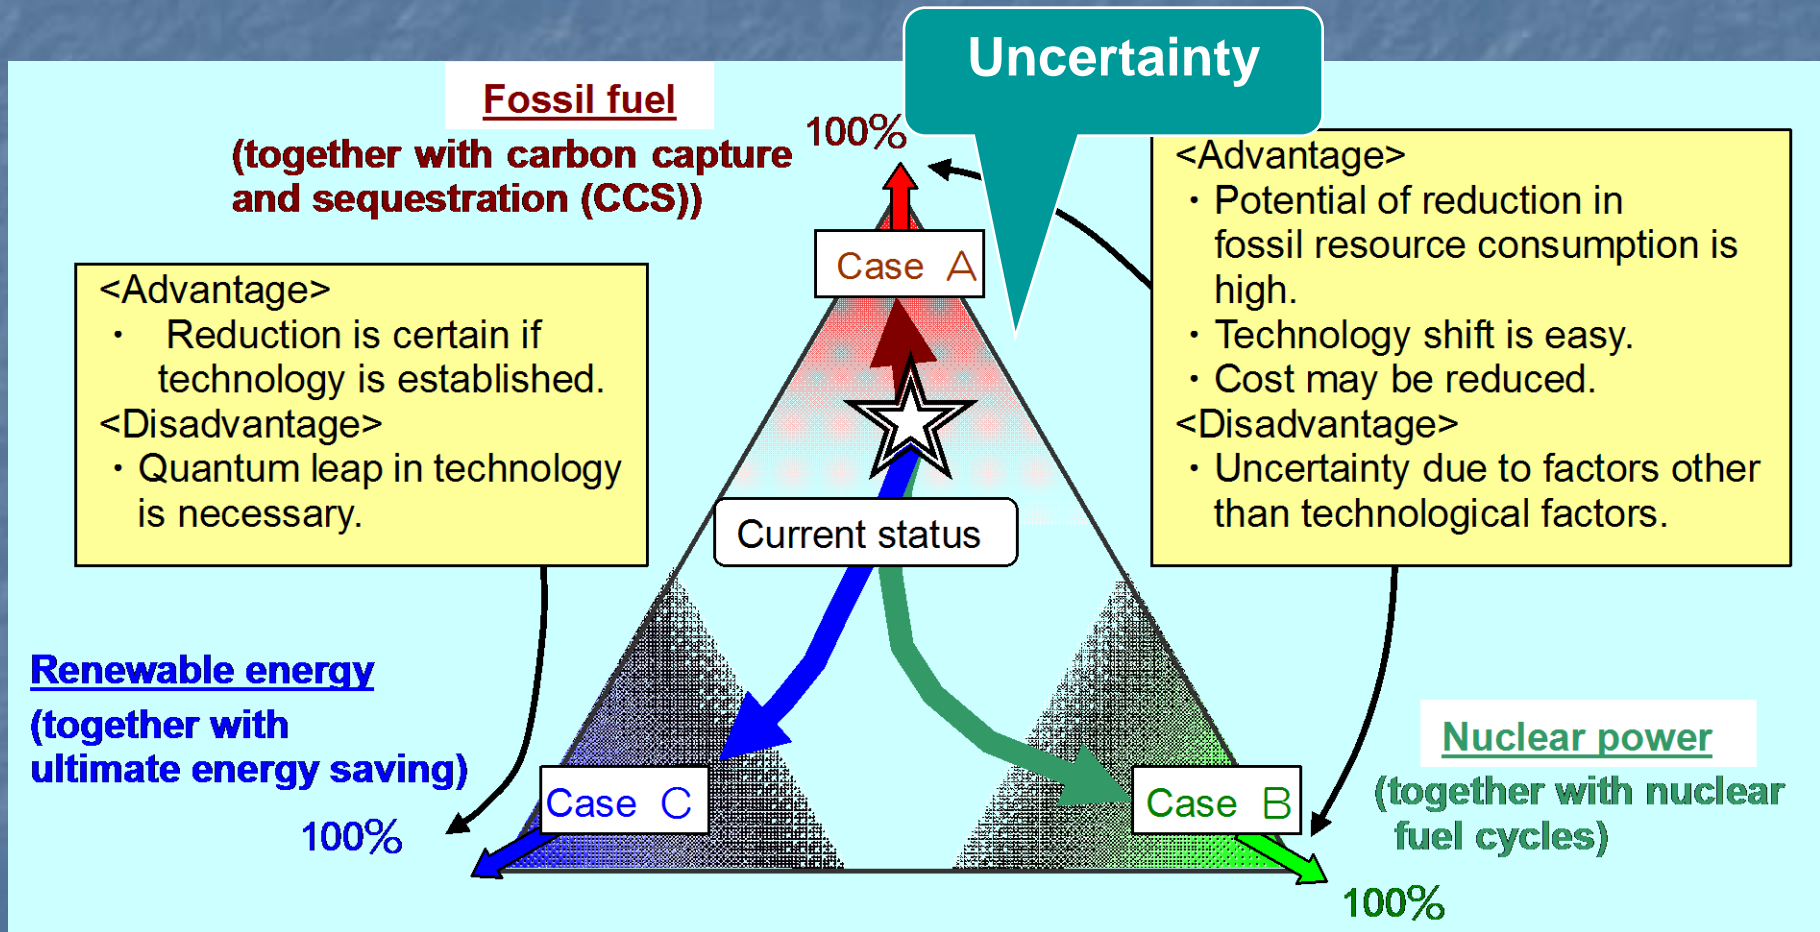 Uncertainty
Fossil fuel
(together with carbon capture
and sequestration (CCS))
100%
Case A
<Advantage>
・ Reduction is certain if
technology is established.
<Disadvantage>
・Quantum leap in technology
is necessary.
<Advantage>
・Potential of reduction in
fossil resource consumption is
high.
・Technology shift is easy.
・Cost may be reduced.
<Disadvantage>
・Uncertainty due to factors other
than technological factors.
Current status
Renewable energy
(together with
ultimate energy saving)
100%
Case C
Case B
Nuclear power
(together with nuclear
fuel cycles)
100%